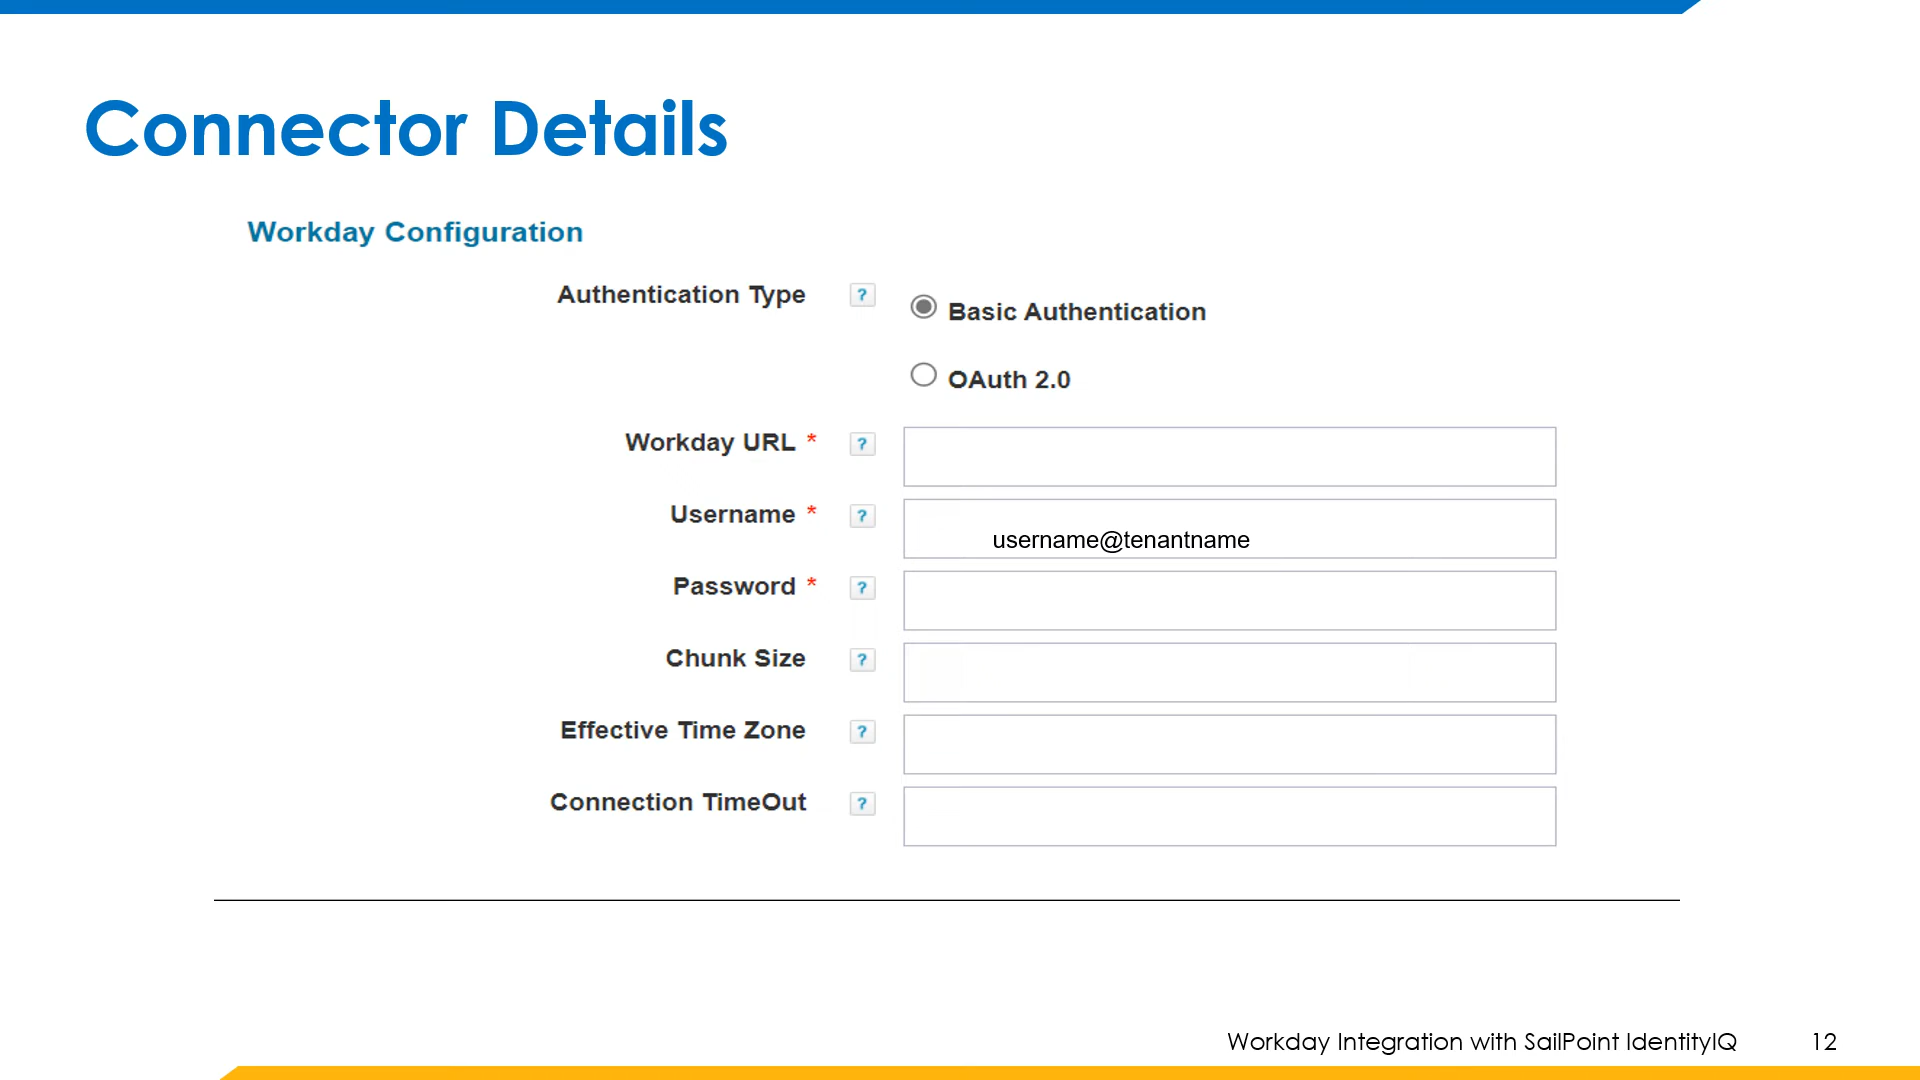 Connector Details
Workday Configuration
Authentication Type ? Basic Authentication
OAuth 2.0
Workday URL * ?
Username * ? username@tenantname
Password * ?
Chunk Size ?
Effective Time Zone ?
Connection TimeOut ?
Workday Integration with SailPoint IdentityIQ 12